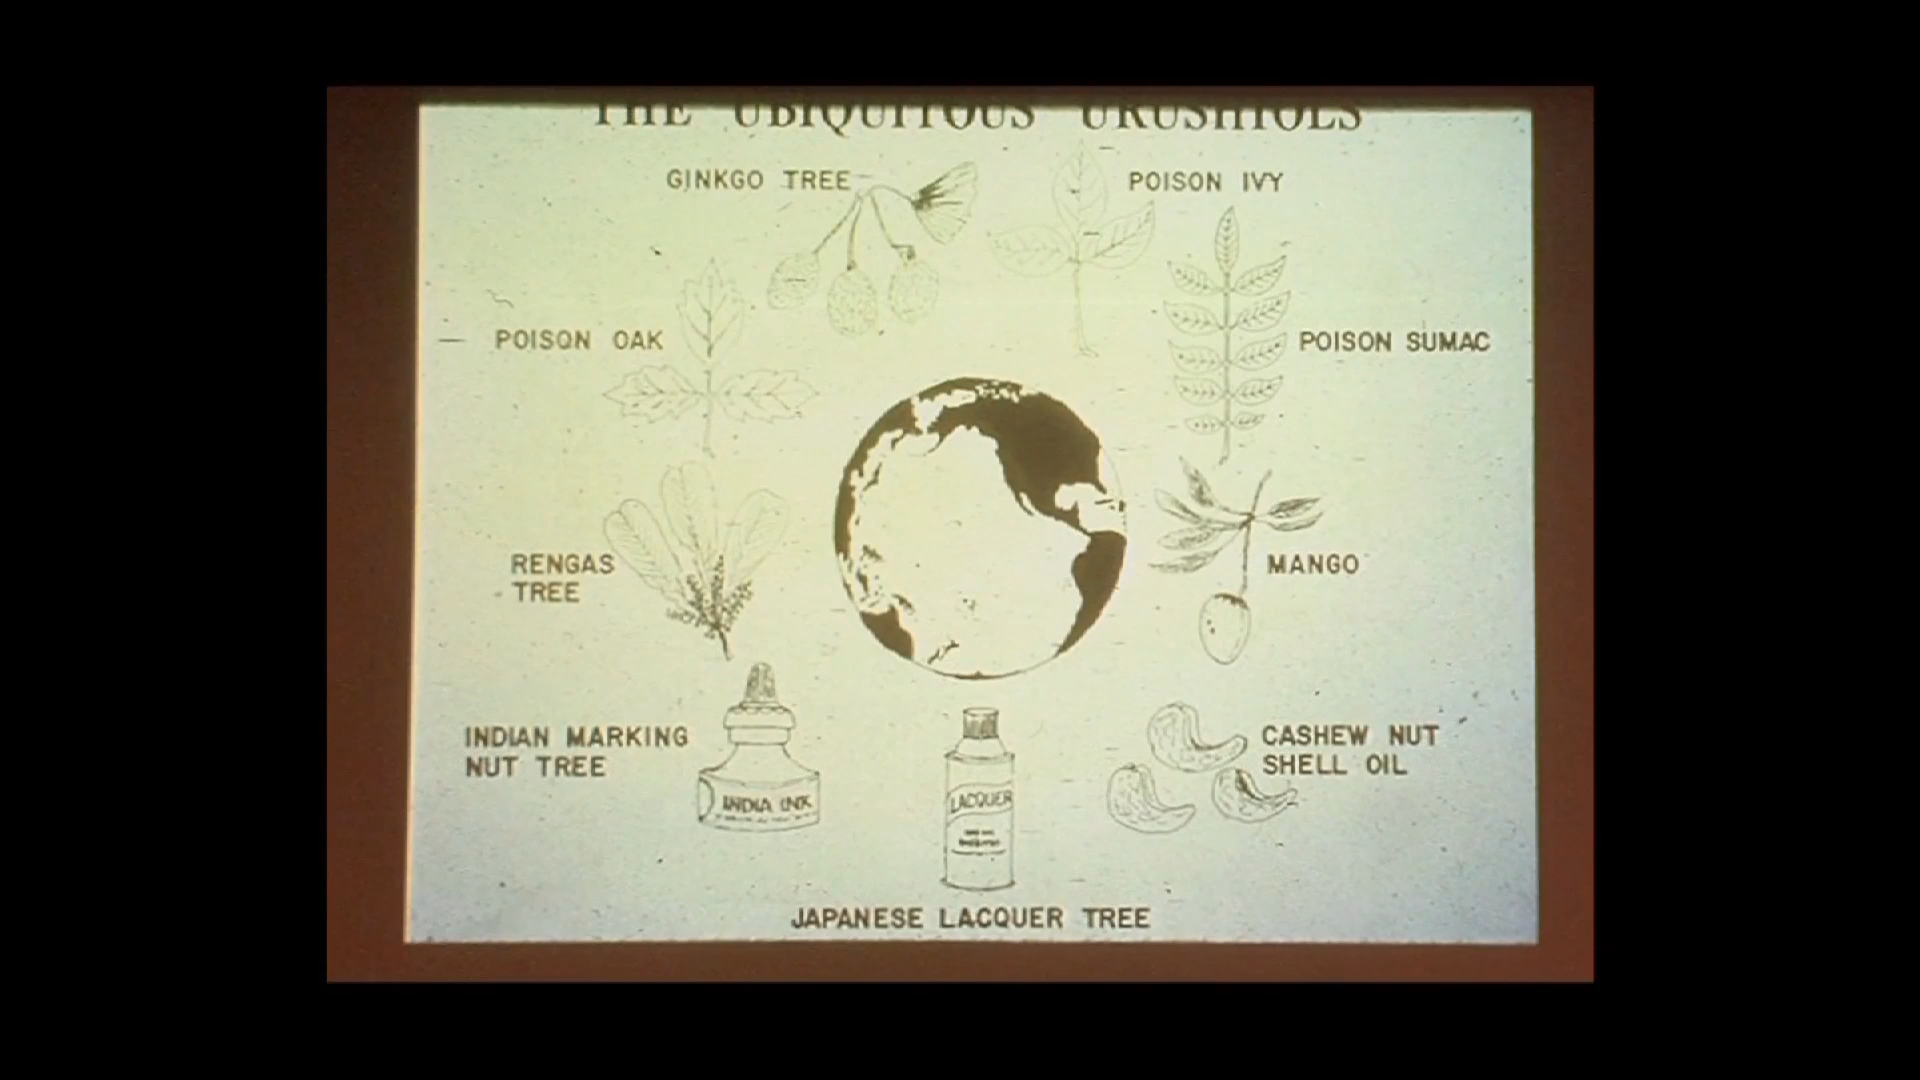 THE UBIQUITOUS URUSHIOLS
GINKGO TREE
POISON IVY
POISON OAK
POISON SUMAC
RENGAS
TREE
MANGO
INDIAN MARKING
NUT TREE
INDIA INK
LACQUER
CASHEW NUT
SHELL OIL
JAPANESE LACQUER TREE